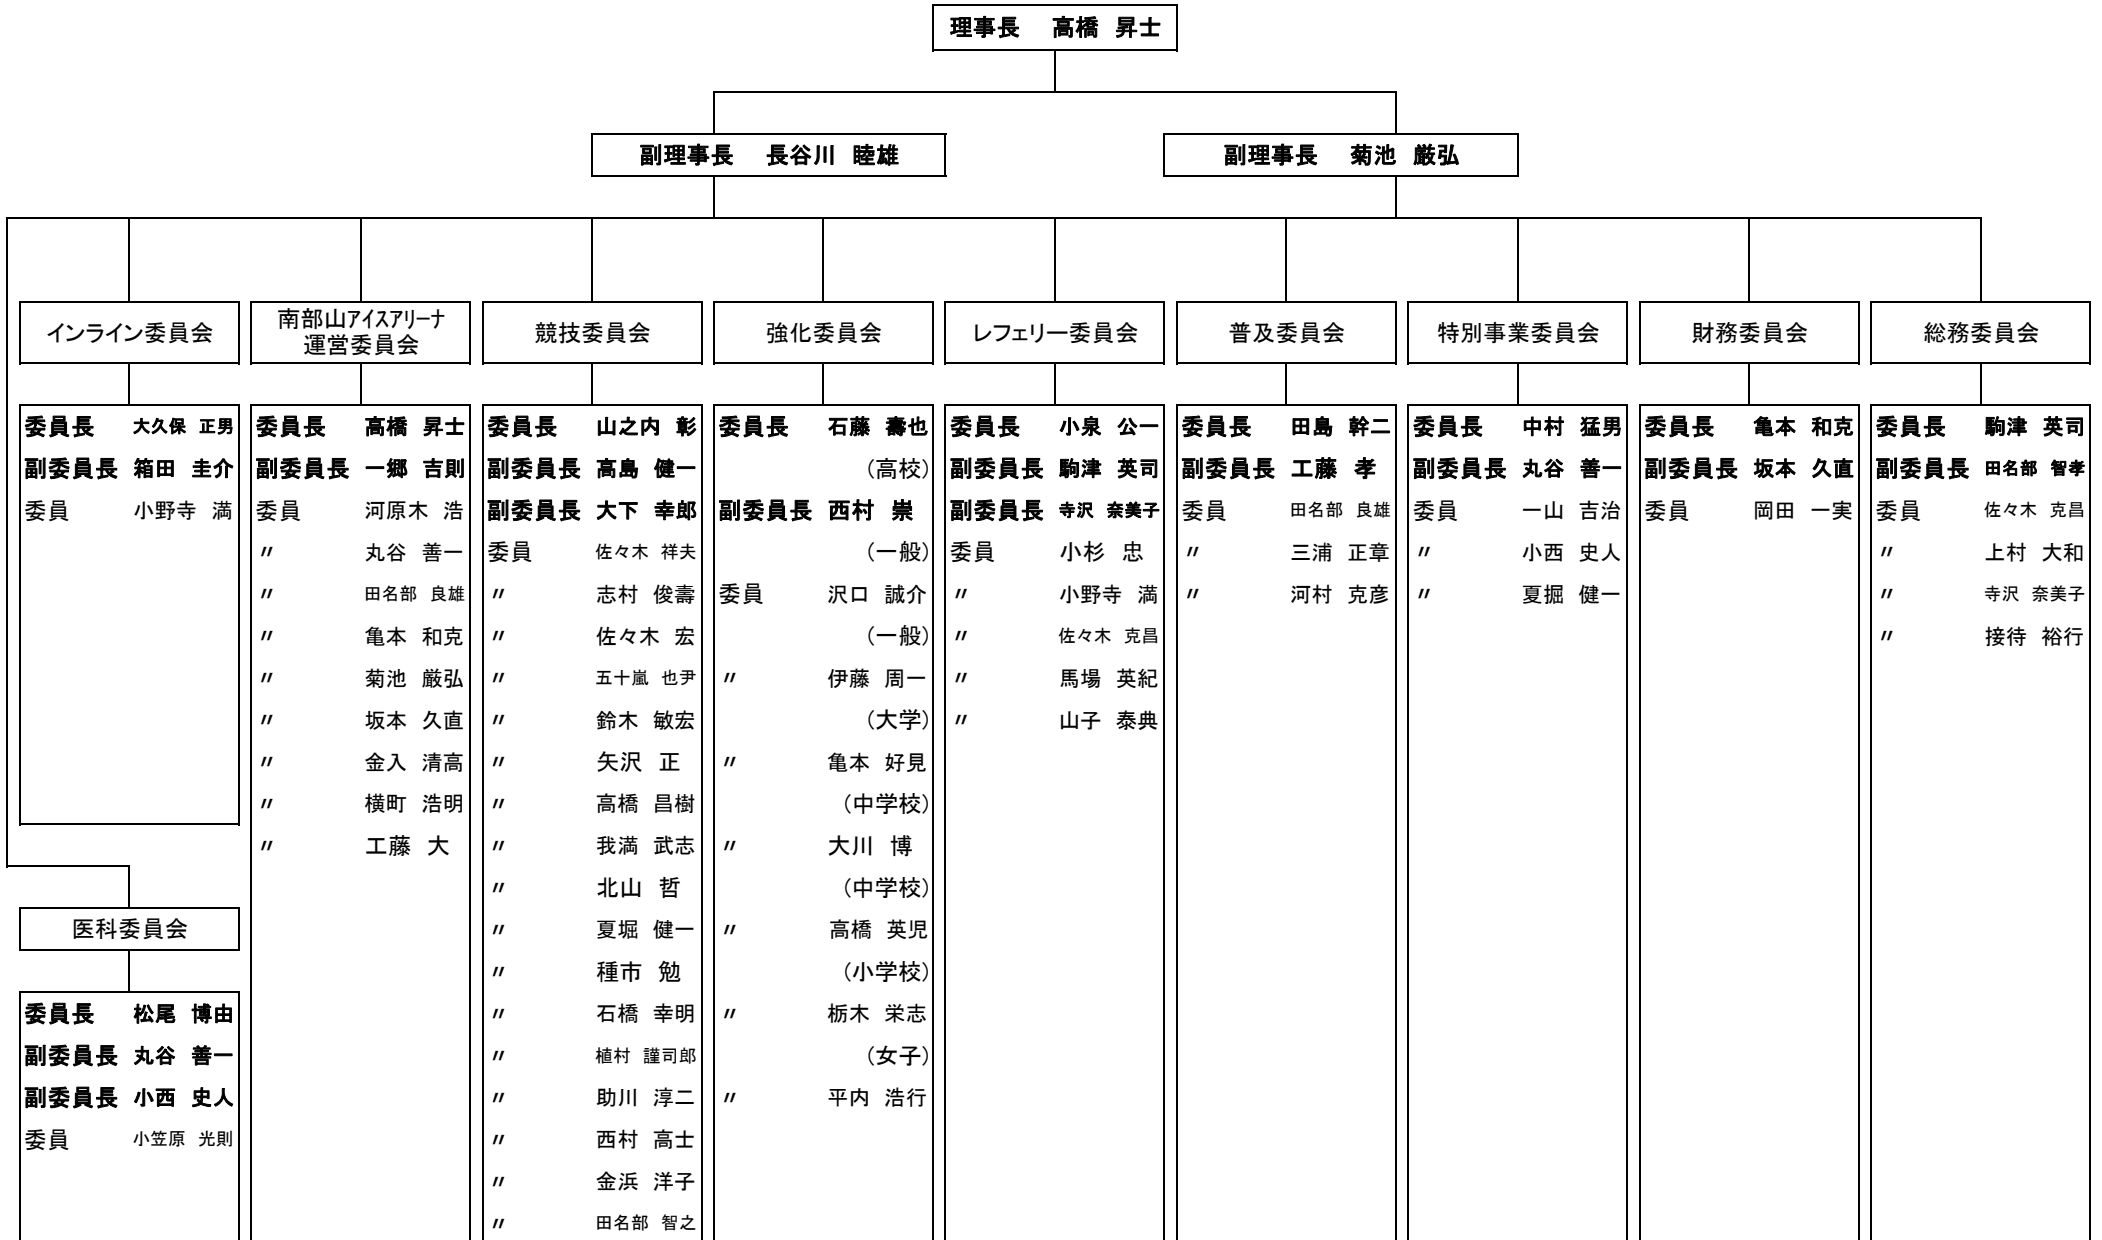 理事長 高橋 昇士
副理事長 長谷川 睦雄
副理事長 菊池 厳弘
インライン委員会
委員長 大久保 正男
副委員長 箱田 圭介
委員 小野寺 満
医科委員会
委員長 松尾 博由
副委員長 丸谷 善一
副委員長 小西 史人
委員 小笠原 光則
南部山アイスアリーナ
運営委員会
委員長 高橋 昇士
副委員長 一郷 吉則
委員 河原木 浩
〃 丸谷 善一
〃 田名部 良雄
〃 亀本 和克
〃 菊池 厳弘
〃 坂本 久直
〃 金入 清高
〃 横町 浩明
〃 工藤 大
競技委員会
委員長 山之内 彰
副委員長 高島 健一
副委員長 大下 幸郎
委員 佐々木 祥夫
〃 志村 俊壽
〃 佐々木 宏
〃 五十嵐 也尹
〃 鈴木 敏宏
〃 矢沢 正
〃 高橋 昌樹
〃 我満 武志
〃 北山 哲
〃 夏堀 健一
〃 種市 勉
〃 石橋 幸明
〃 植村 謹司郎
〃 助川 淳二
〃 西村 高士
〃 金浜 洋子
〃 田名部 智之
強化委員会
委員長 石藤 壽也
（高校）
副委員長 西村 崇
（一般）
委員 沢口 誠介
（一般）
〃 伊藤 周一
（大学）
〃 亀本 好見
（中学校）
〃 大川 博
（中学校）
〃 高橋 英児
（小学校）
〃 栃木 栄志
（女子）
〃 平内 浩行
レフェリー委員会
委員長 小泉 公一
副委員長 駒津 英司
副委員長 寺沢 奈美子
委員 小杉 忠
〃 小野寺 満
〃 佐々木 克昌
〃 馬場 英紀
〃 山子 泰典
普及委員会
委員長 田島 幹二
副委員長 工藤 孝
委員 田名部 良雄
〃 三浦 正章
〃 河村 克彦
特別事業委員会
委員長 中村 猛男
副委員長 丸谷 善一
委員 一山 吉治
〃 小西 史人
〃 夏掘 健一
財務委員会
委員長 亀本 和克
副委員長 坂本 久直
委員 岡田 一実
総務委員会
委員長 駒津 英司
副委員長 田名部 智孝
委員 佐々木 克昌
〃 上村 大和
〃 寺沢 奈美子
〃 接待 裕行